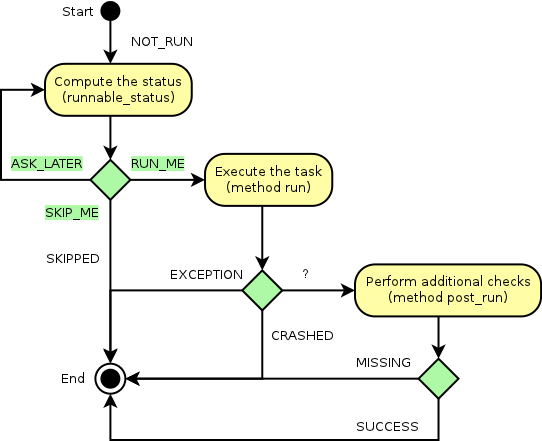 Start
NOT_RUN
Compute the status
(runnable_status)
ASK_LATER
RUN_ME
Execute the task
(method run)
SKIP_ME
SKIPPED
EXCEPTION
?
Perform additional checks
(method post_run)
CRASHED
MISSING
End
SUCCESS